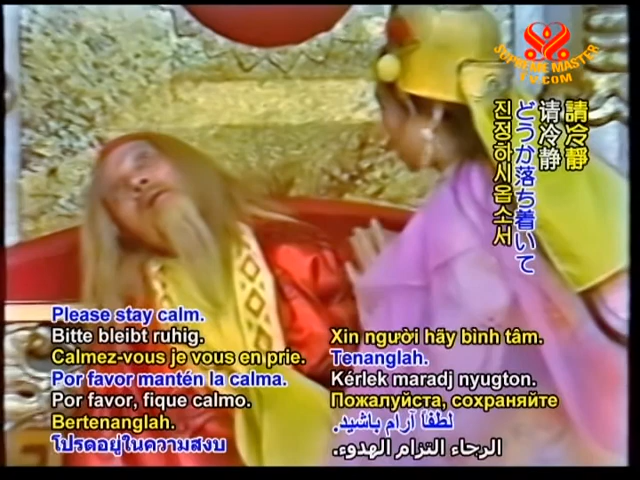 SUPREME MASTER
TV.COM
請冷靜
请冷静
どうか落ち着いて
진정하시옵소서
Please stay calm.
Bitte bleibt ruhig.
Calmez-vous je vous en prie.
Por favor mantén la calma.
Por favor, fique calmo.
Bertenanglah.
โปรดอยู่ในความสงบ
Xin người hãy bình tâm.
Tenanglah.
Kérlek maradj nyugton.
Пожалуйста, сохраняйте
لطفاً آرام باشید.
الرجاء التزام الهدوء.